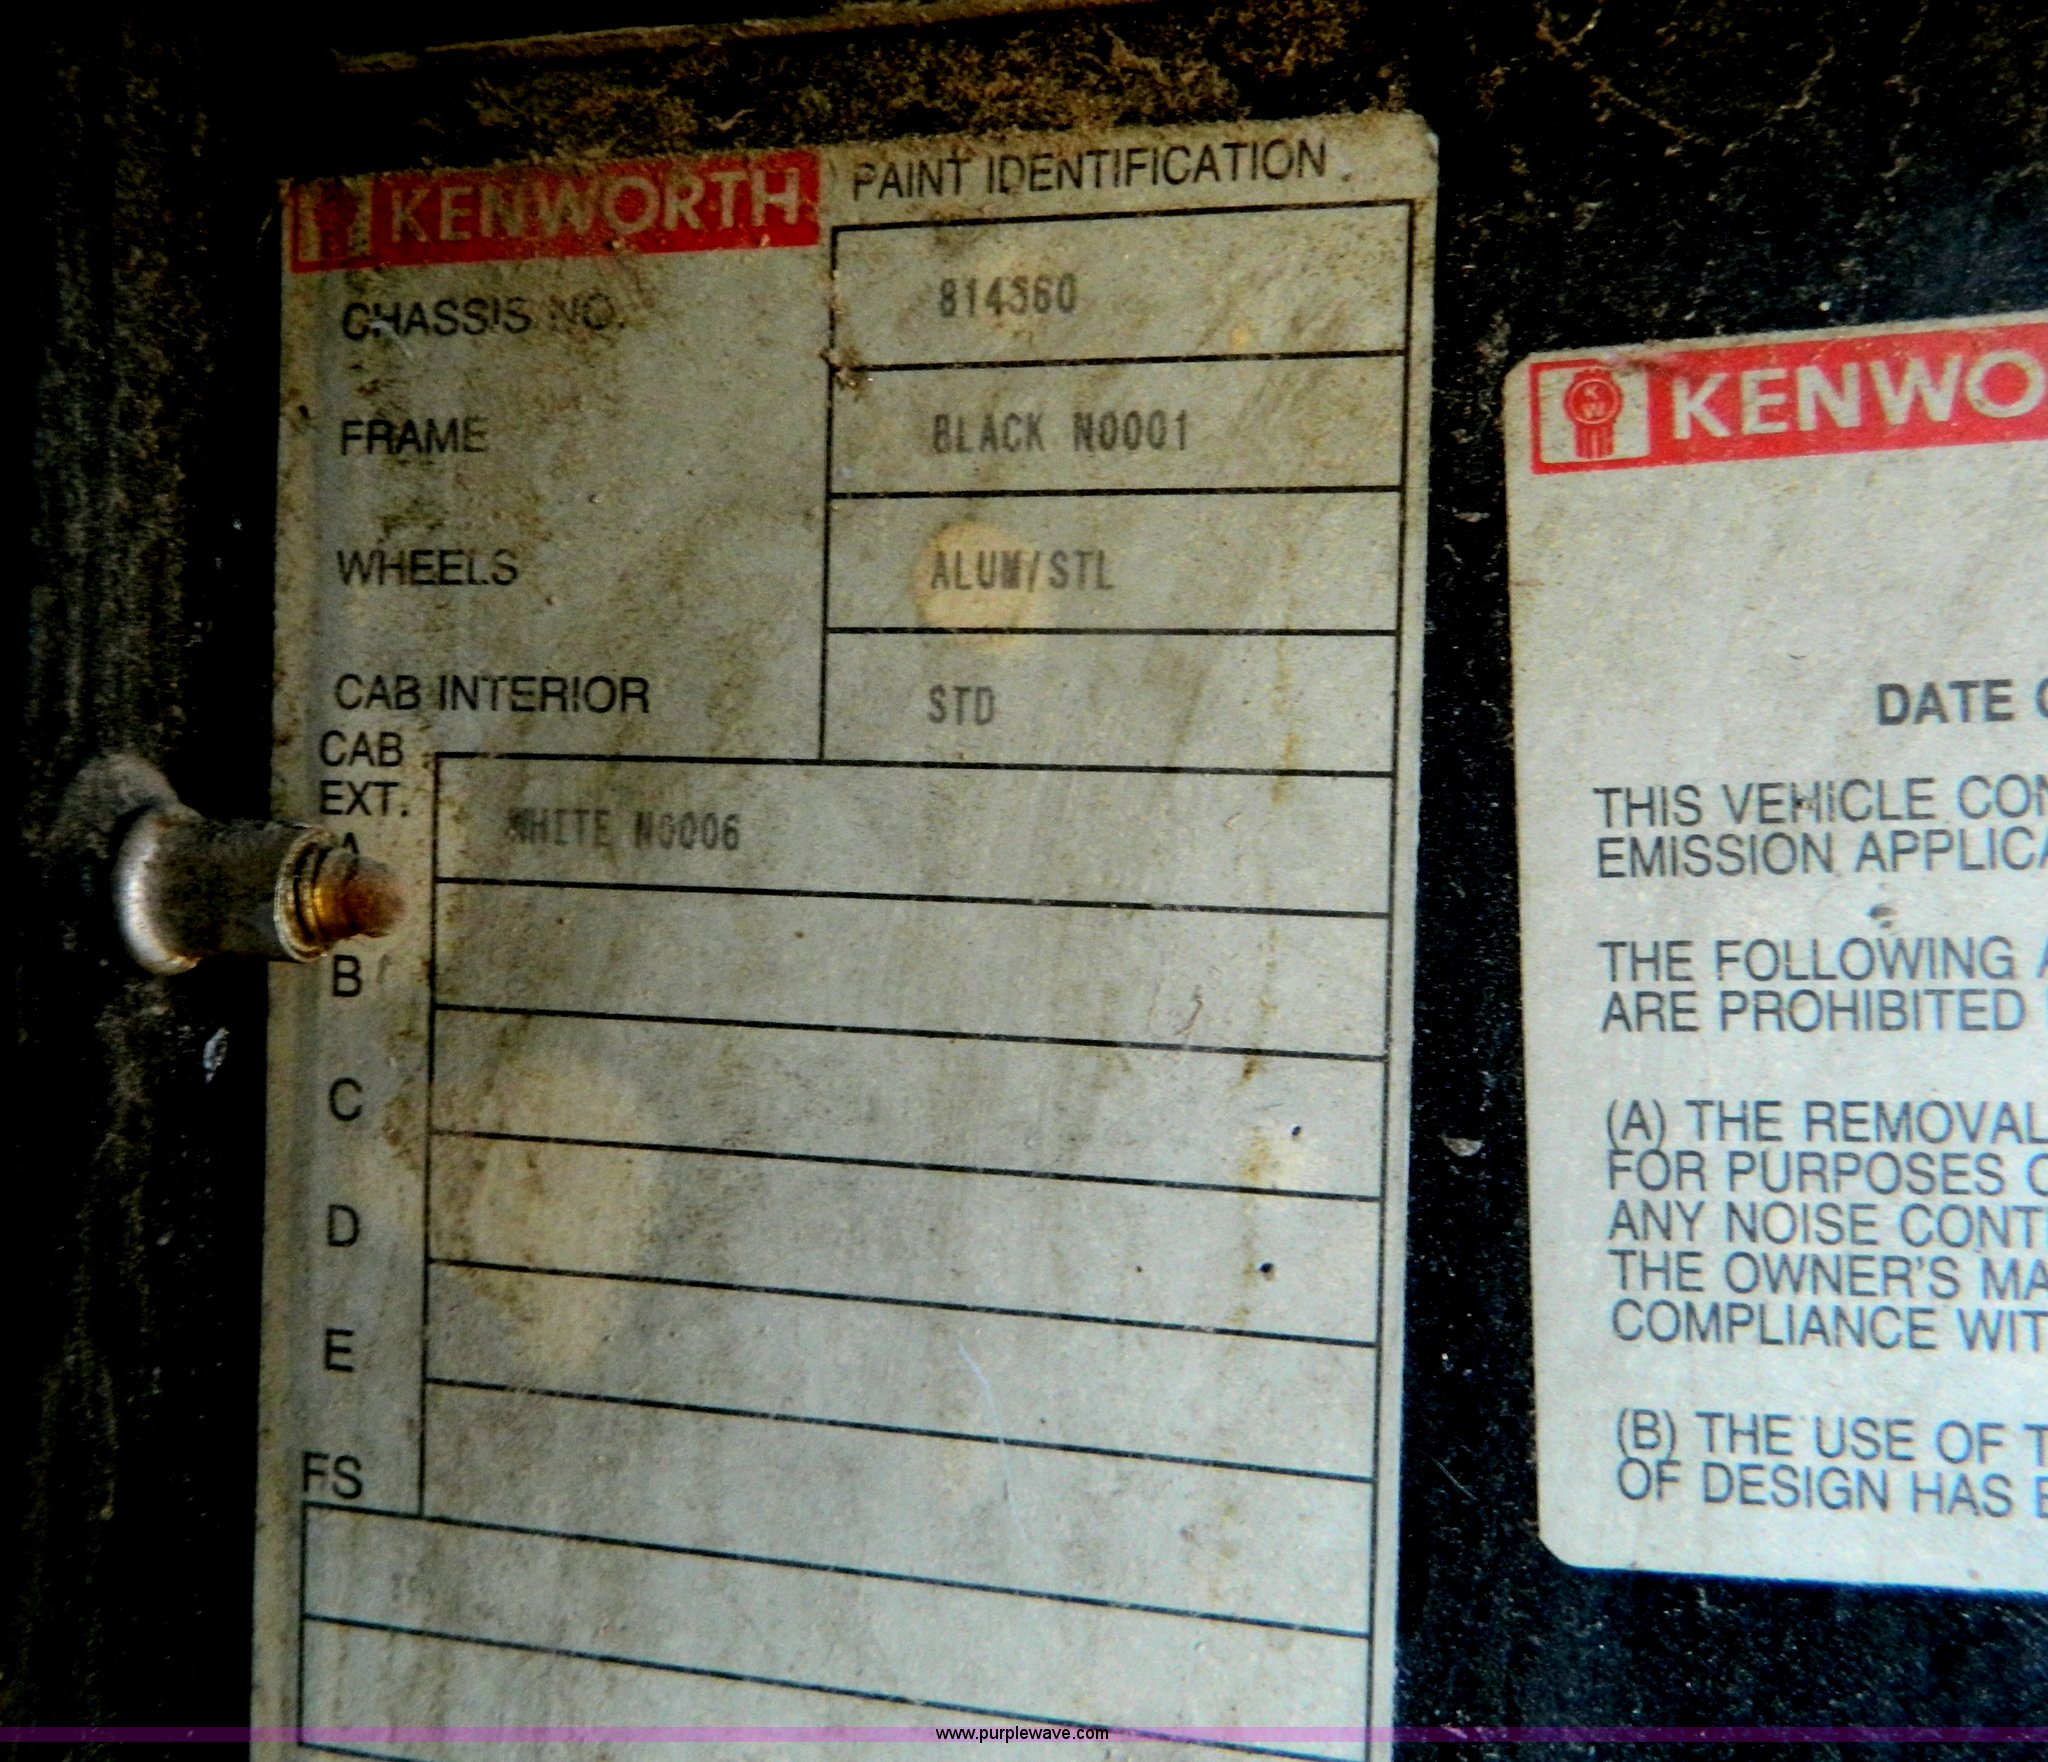 KENWORTH PAINT IDENTIFICATION
CHASSIS NO. 814360
FRAME BLACK N0001
WHEELS ALUM/STL
CAB INTERIOR STD
CAB
EXT.
A WHITE N0006
B
C
D
E
FS
KENWO
KW
DATE
THIS VEHICLE CON
EMISSION APPLICA
THE FOLLOWING A
ARE PROHIBITED
(A) THE REMOVAL
FOR PURPOSES O
ANY NOISE CONT
THE OWNER'S MA
COMPLIANCE WIT
(B) THE USE OF T
OF DESIGN HAS B
www.purplewave.com